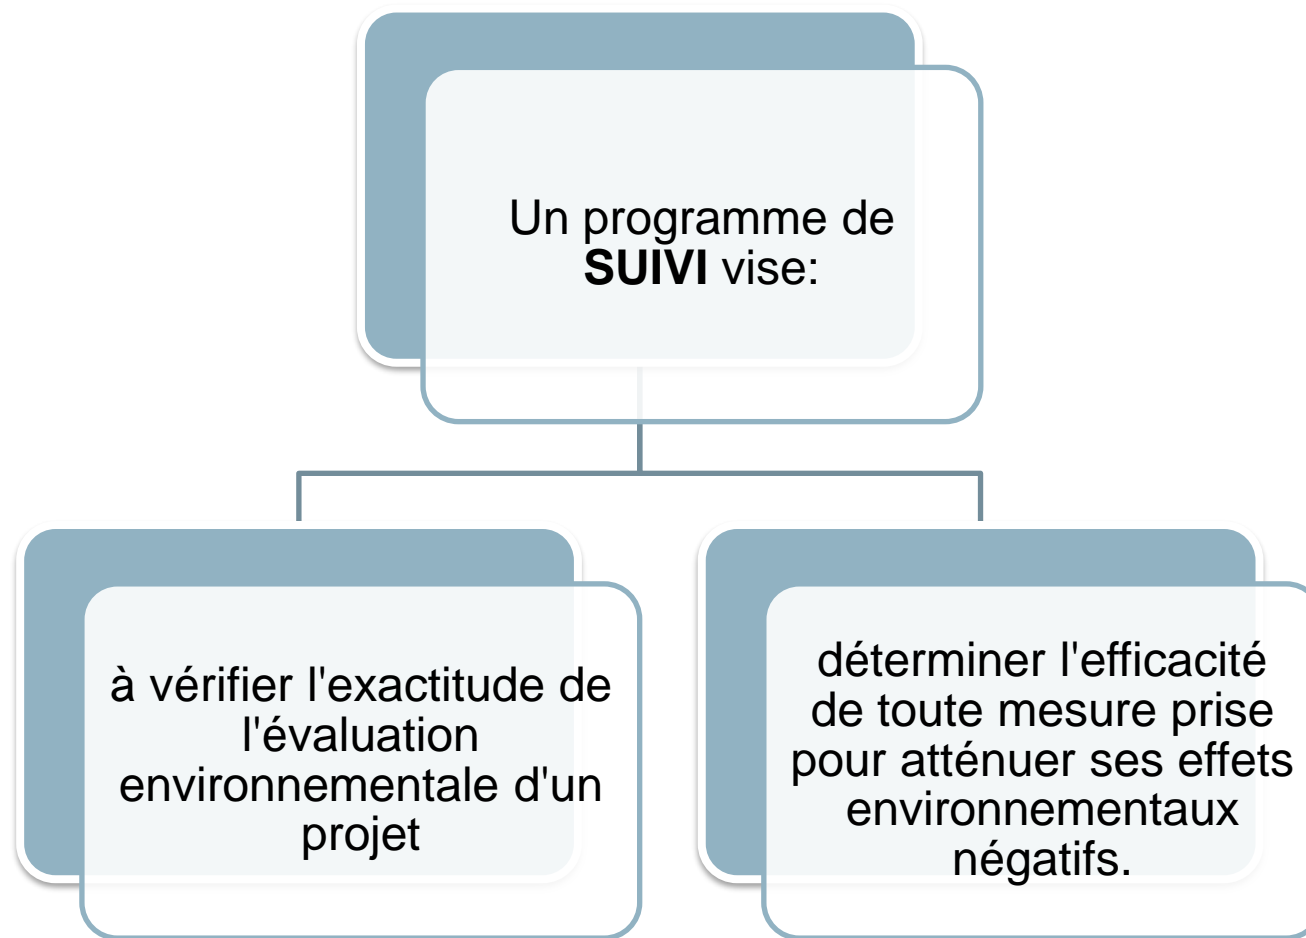 Un programme de
SUIVI vise:
à vérifier l'exactitude de
l'évaluation
environnementale d'un
projet
déterminer l'efficacité
de toute mesure prise
pour atténuer ses effets
environnementaux
négatifs.